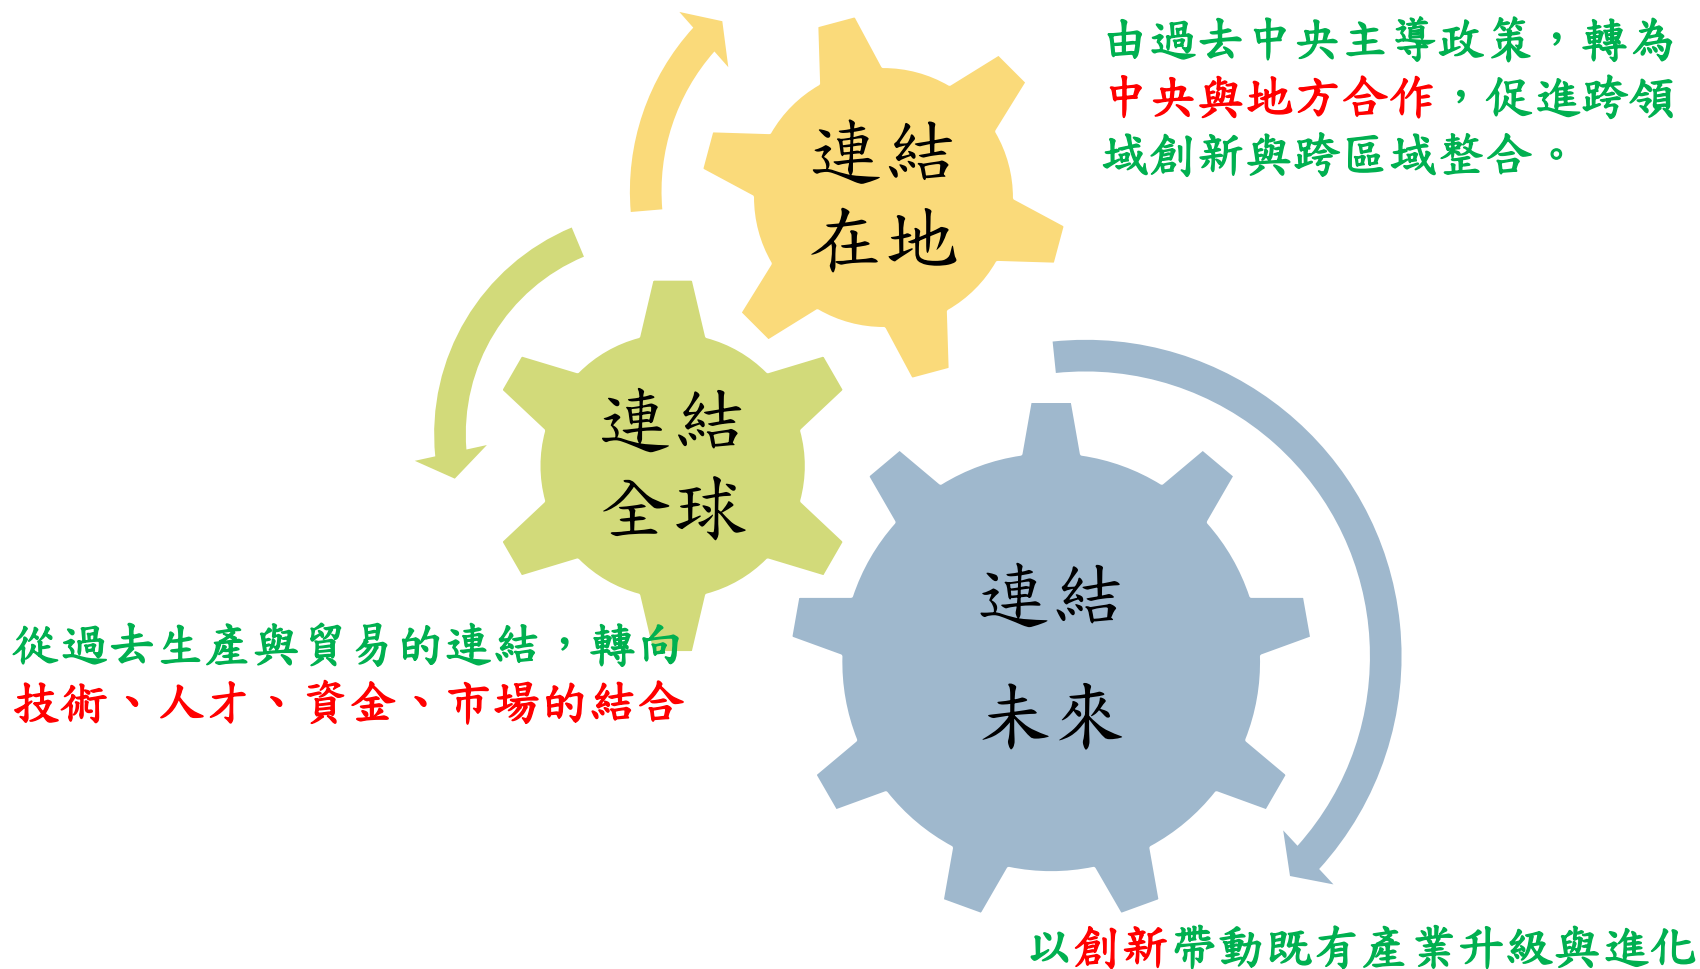 由過去中央主導政策，轉為
中央與地方合作，促進跨領
域創新與跨區域整合。
連結
在地
連結
全球
從過去生產與貿易的連結，轉向
技術、人才、資金、市場的結合
連結
未來
以創新帶動既有產業升級與進化